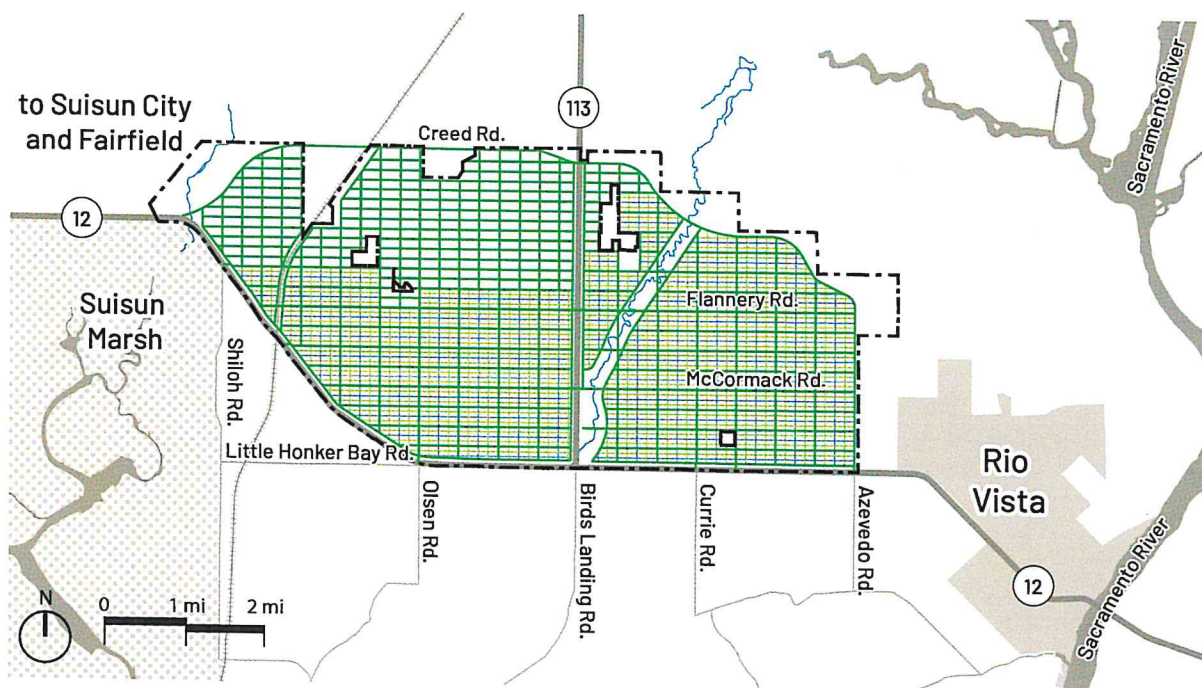 to Suisun City
and Fairfield
12
Creed Rd.
113
Sacramento River
Suisun
Marsh
Shiloh Rd.
Flannery Rd.
McCormack Rd.
Little Honker Bay Rd.
Olsen Rd.
Birds Landing Rd.
Currie Rd.
Azevedo Rd.
Rio
Vista
12
Sacramento River
N
0 1 mi 2 mi